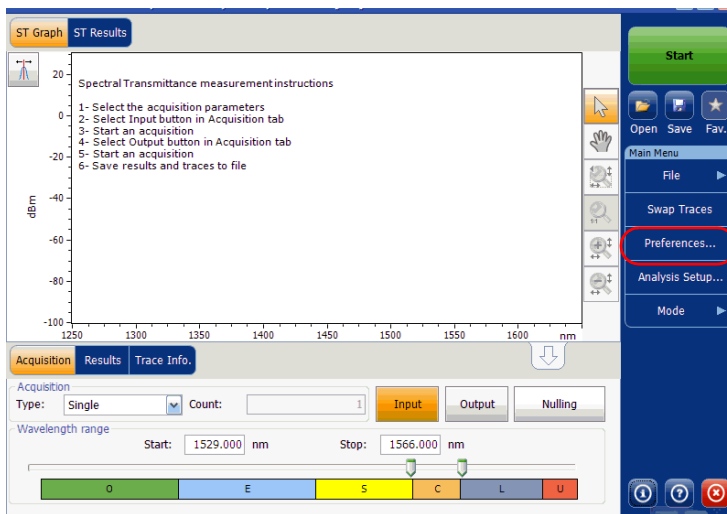 ST Graph ST Results
Start
20
0
-20
-40
-60
-80
-100
dBm
Spectral Transmittance measurement instructions
1- Select the acquisition parameters
2- Select Input button in Acquisition tab
3- Start an acquisition
4- Select Output button in Acquisition tab
5- Start an acquisition
6- Save results and traces to file
1250 1300 1350 1400 1450 1500 1550 1600 nm
Open Save Fav.
Main Menu
File
Swap Traces
Preferences...
Analysis Setup...
Mode
Acquisition Results Trace Info.
Acquisition
Type: Single Count: 1 Input Output Nulling
Wavelength range
Start: 1529.000 nm Stop: 1566.000 nm
O E S C L U